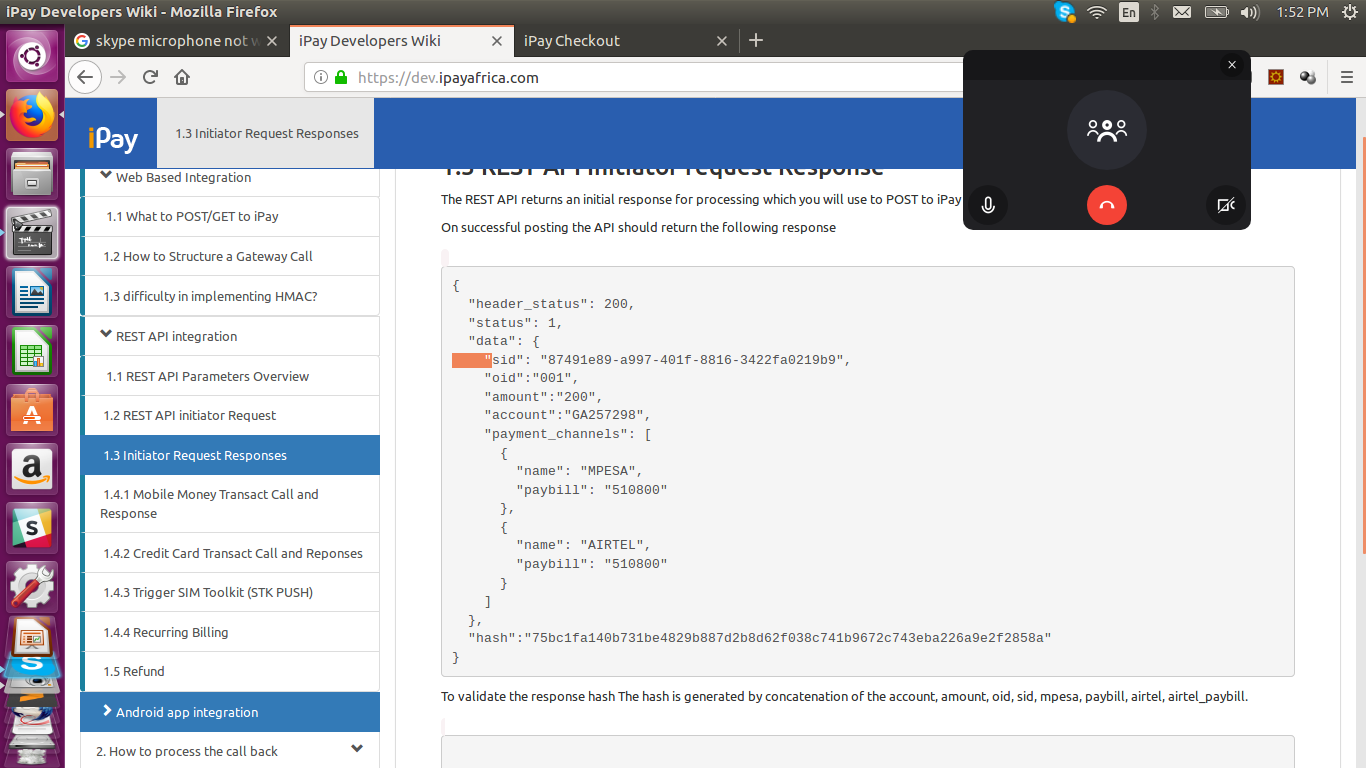 iPay Developers Wiki - Mozilla Firefox
En
1:52 PM
skype microphone not w
iPay Developers Wiki
iPay Checkout
https://dev.ipayafrica.com
iPay
1.3 Initiator Request Responses
Web Based Integration
1.1 What to POST/GET to iPay
1.2 How to Structure a Gateway Call
1.3 difficulty in implementing HMAC?
REST API integration
1.1 REST API Parameters Overview
1.2 REST API initiator Request
1.3 Initiator Request Responses
1.4.1 Mobile Money Transact Call and
Response
1.4.2 Credit Card Transact Call and Reponses
1.4.3 Trigger SIM Toolkit (STK PUSH)
1.4.4 Recurring Billing
1.5 Refund
Android app integration
2. How to process the call back
1.3 REST API Initiator request Response
The REST API returns an initial response for processing which you will use to POST to iPay
On successful posting the API should return the following response
{
"header_status": 200,
"status": 1,
"data": {
"sid": "87491e89-a997-401f-8816-3422fa0219b9",
"oid":"001",
"amount":"200",
"account":"GA257298",
"payment_channels": [
{
"name": "MPESA",
"paybill": "510800"
},
{
"name": "AIRTEL",
"paybill": "510800"
}
]
},
"hash":"75bc1fa140b731be4829b887d2b8d62f038c741b9672c743eba226a9e2f2858a"
}
To validate the response hash The hash is generated by concatenation of the account, amount, oid, sid, mpesa, paybill, airtel, airtel_paybill.